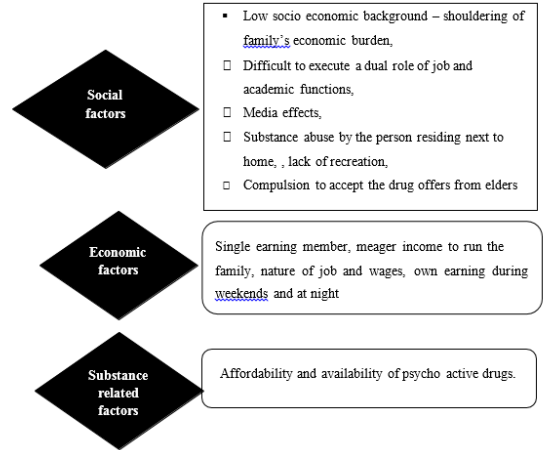 Social
factors
▪ Low socio economic background – shouldering of
family’s economic burden,
□ Difficult to execute a dual role of job and
academic functions,
□ Media effects,
□ Substance abuse by the person residing next to
home, , lack of recreation,
□ Compulsion to accept the drug offers from elders
Economic
factors
Single earning member, meager income to run the
family, nature of job and wages, own earning during
weekends and at night
Substance
related
factors
Affordability and availability of psycho active drugs.